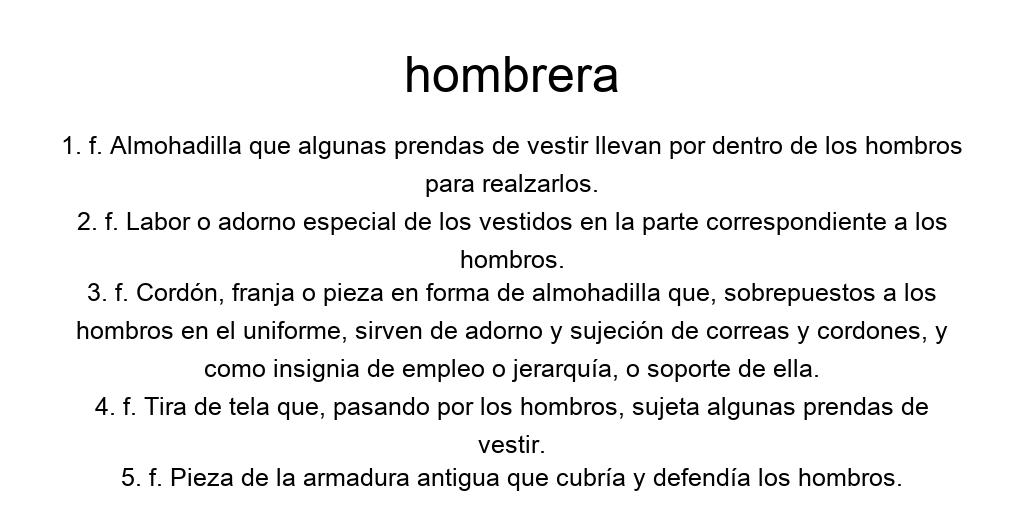 hombrera
1. f. Almohadilla que algunas prendas de vestir llevan por dentro de los hombros
para realzarlos.
2. f. Labor o adorno especial de los vestidos en la parte correspondiente a los
hombros.
3. f. Cordón, franja o pieza en forma de almohadilla que, sobrepuestos a los
hombros en el uniforme, sirven de adorno y sujeción de correas y cordones, y
como insignia de empleo o jerarquía, o soporte de ella.
4. f. Tira de tela que, pasando por los hombros, sujeta algunas prendas de
vestir.
5. f. Pieza de la armadura antigua que cubría y defendía los hombros.